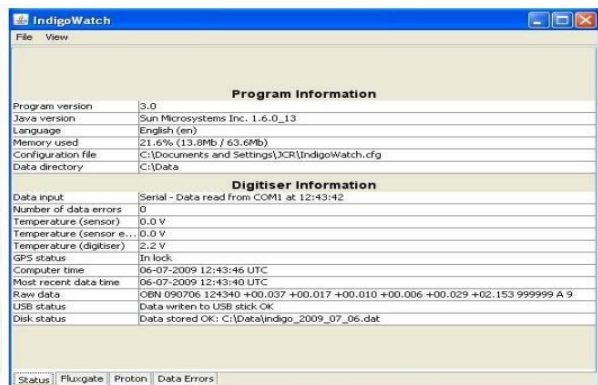 IndigoWatch
File View
Program Information
Program version 3.0
Java version Sun Microsystems Inc. 1.6.0_13
Language English (en)
Memory used 21.6% (13.8Mb / 63.6Mb)
Configuration file C:\Documents and Settings\JCR\IndigoWatch.cfg
Data directory C:\Data
Digitiser Information
Data input Serial - Data read from COM1 at 12:43:42
Number of data errors 0
Temperature (sensor) 0.0 V
Temperature (sensor e... 0.0 V
Temperature (digitiser) 2.2 V
GPS status In lock
Computer time 06-07-2009 12:43:46 UTC
Most recent data time 06-07-2009 12:43:40 UTC
Raw data OBN 090706 124340 +00.037 +00.017 +00.010 +00.006 +00.029 +02.153 999999 A 9
USB status Data writen to USB stick OK
Disk status Data stored OK: C:\Data\indigo_2009_07_06.dat
Status Fluxgate Proton Data Errors